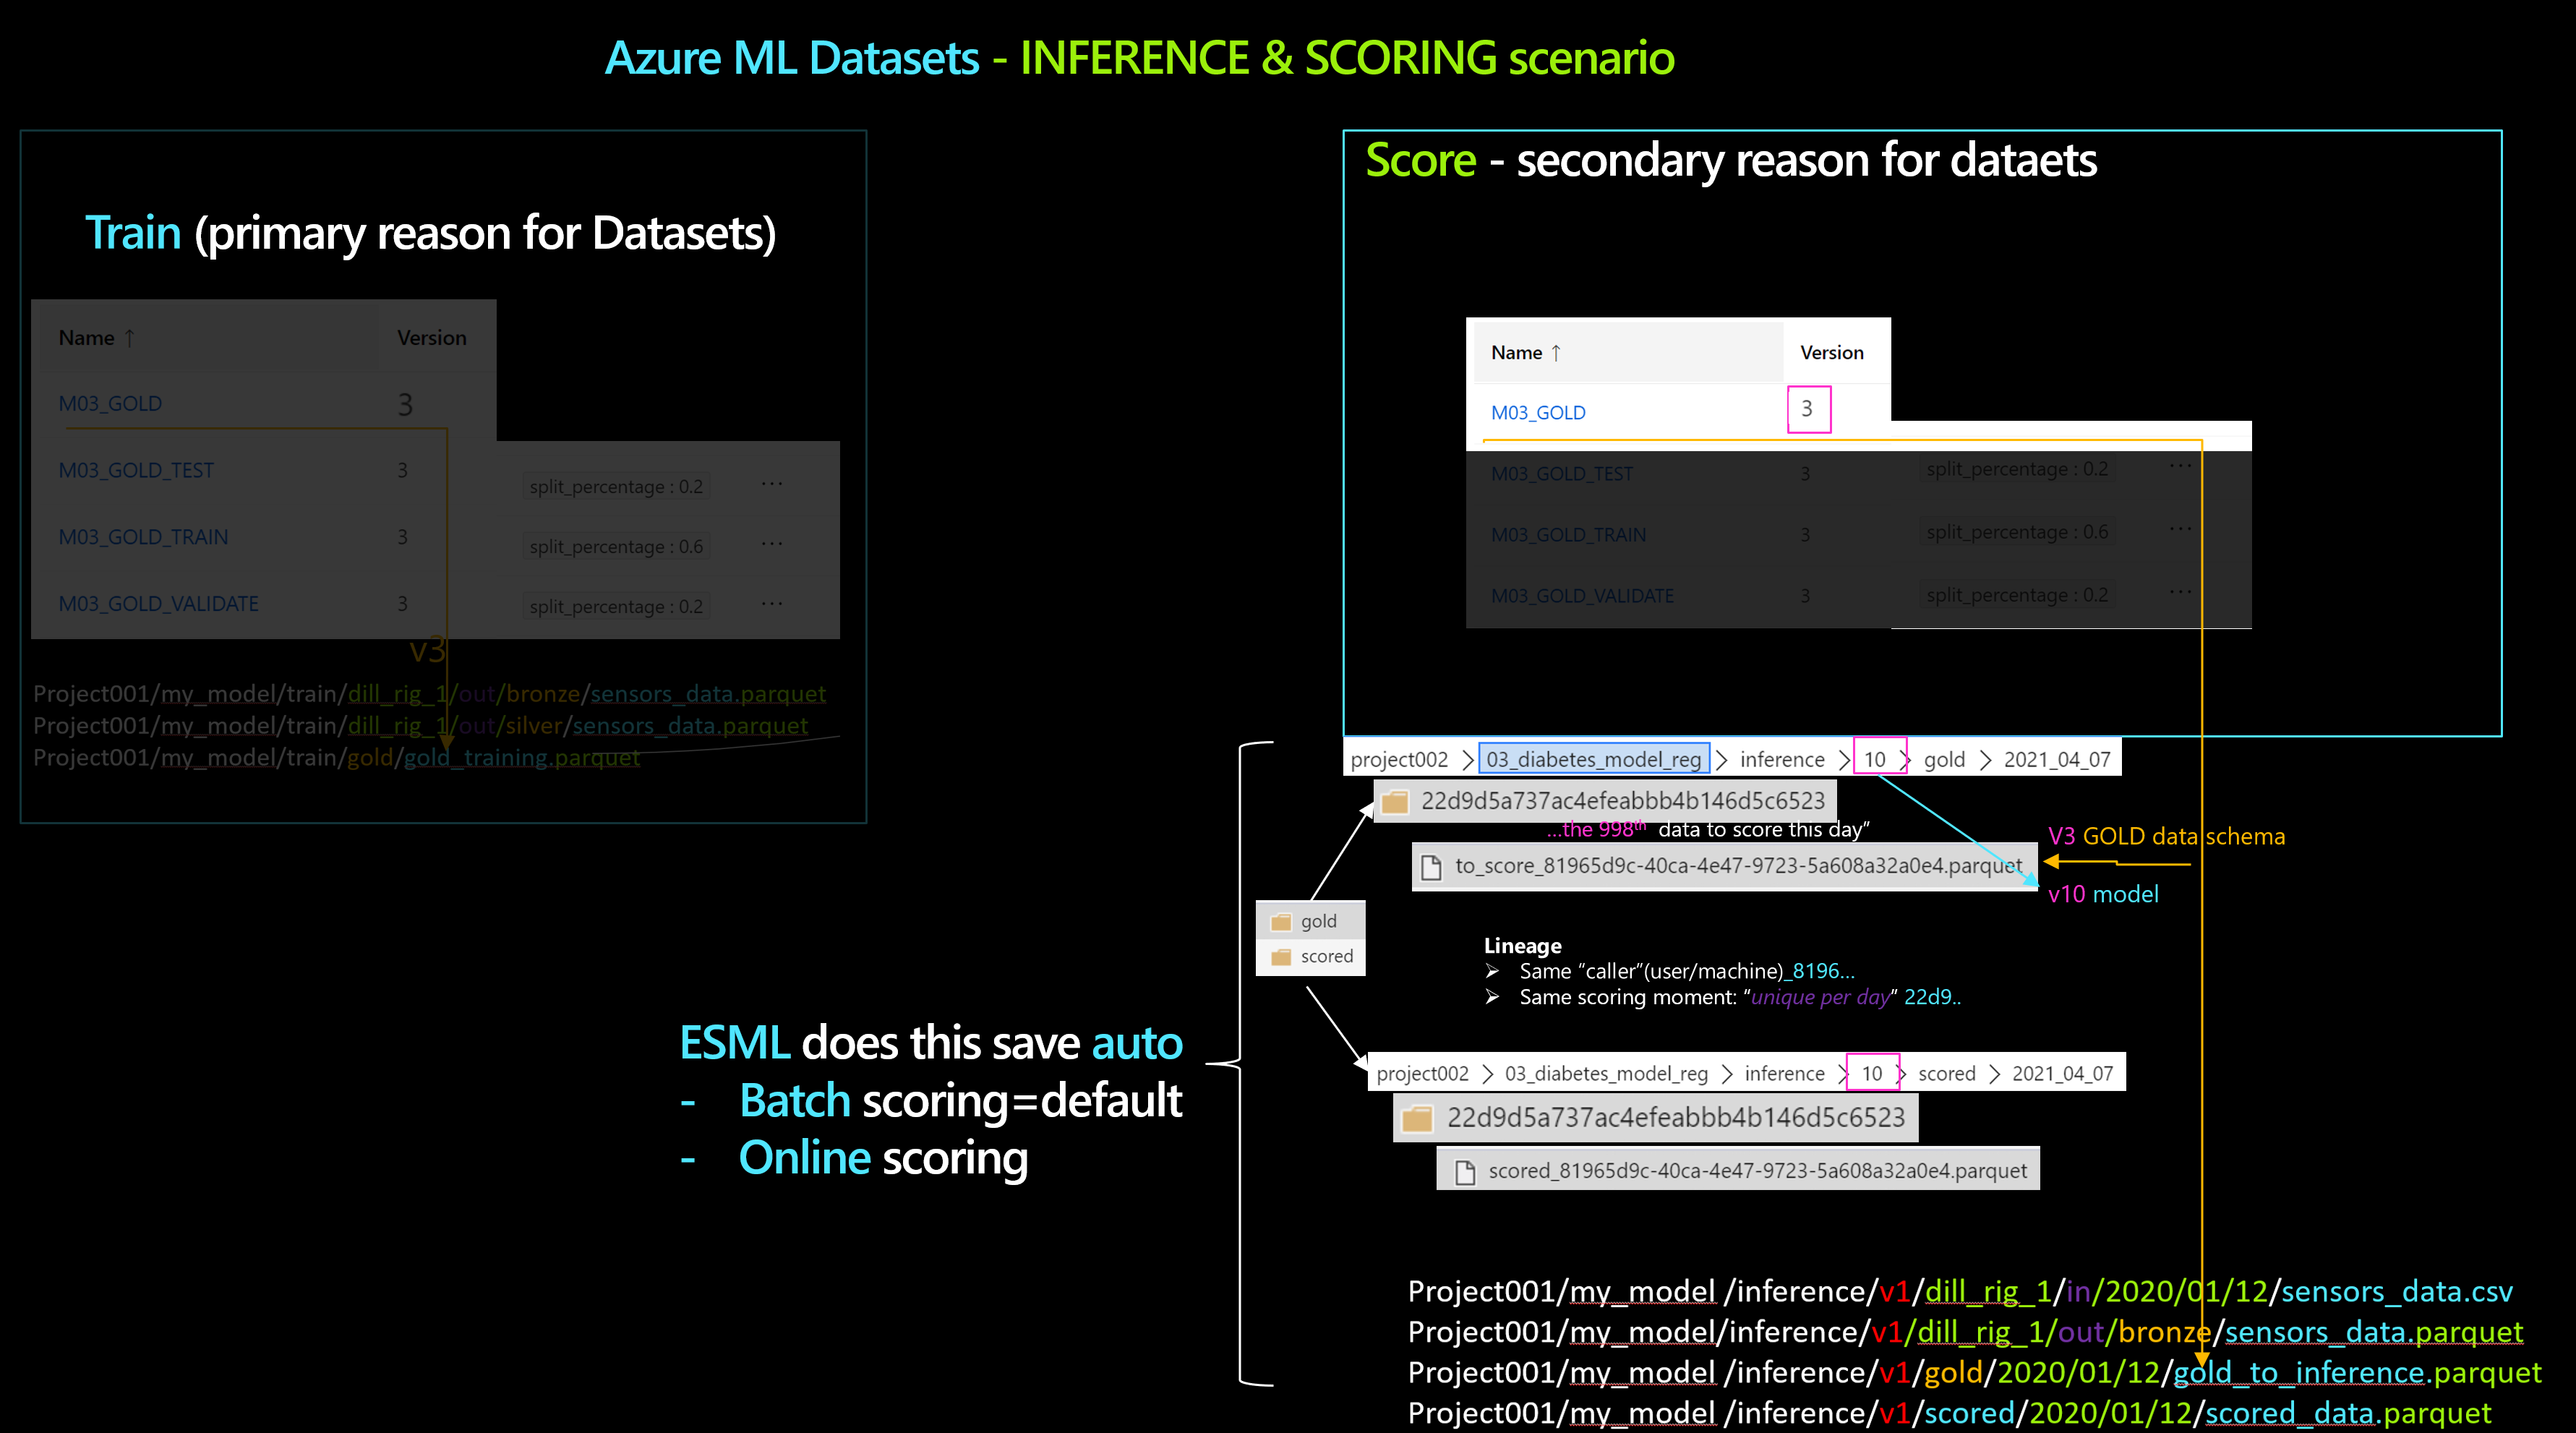 Azure ML Datasets - INFERENCE & SCORING scenario
Train (primary reason for Datasets)
Name ↑ Version
M03_GOLD 3
M03_GOLD_TEST 3 split_percentage : 0.2 ...
M03_GOLD_TRAIN 3 split_percentage : 0.6 ...
M03_GOLD_VALIDATE 3 split_percentage : 0.2 ...
v3
Project001/my_model/train/dill_rig_1/out/bronze/sensors_data.parquet
Project001/my_model/train/dill_rig_1/out/silver/sensors_data.parquet
Project001/my_model/train/gold/gold_training.parquet
Score - secondary reason for dataets
Name ↑ Version
M03_GOLD 3
M03_GOLD_TEST 3 split_percentage : 0.2 ...
M03_GOLD_TRAIN 3 split_percentage : 0.6 ...
M03_GOLD_VALIDATE 3 split_percentage : 0.2 ...
project002 > 03_diabetes_model_reg > inference > 10 > gold > 2021_04_07
22d9d5a737ac4efeabbb4b146d5c6523
...the 998th data to score this day”
to_score_81965d9c-40ca-4e47-9723-5a608a32a0e4.parquet
V3 GOLD data schema
v10 model
gold
scored
Lineage
➢ Same “caller”(user/machine)_8196...
➢ Same scoring moment: “unique per day” 22d9..
ESML does this save auto
- Batch scoring=default
- Online scoring
project002 > 03_diabetes_model_reg > inference > 10 > scored > 2021_04_07
22d9d5a737ac4efeabbb4b146d5c6523
scored_81965d9c-40ca-4e47-9723-5a608a32a0e4.parquet
Project001/my_model /inference/v1/dill_rig_1/in/2020/01/12/sensors_data.csv
Project001/my_model/inference/v1/dill_rig_1/out/bronze/sensors_data.parquet
Project001/my_model /inference/v1/gold/2020/01/12/gold_to_inference.parquet
Project001/my_model /inference/v1/scored/2020/01/12/scored_data.parquet